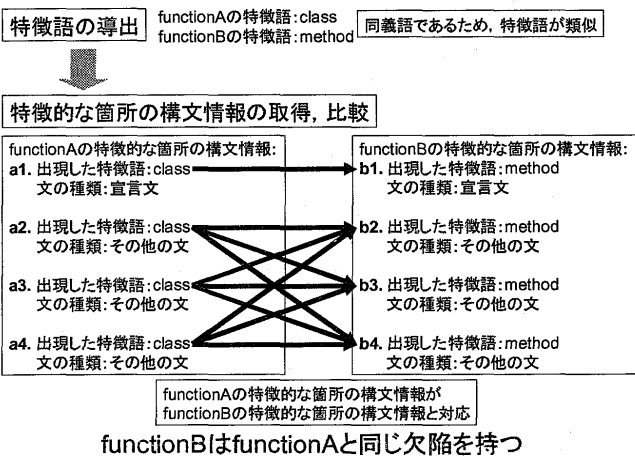 特徴語の導出
functionAの特徴語:class
functionBの特徴語:method
同義語であるため, 特徴語が類似
特徴的な箇所の構文情報の取得, 比較
functionAの特徴的な箇所の構文情報:
a1. 出現した特徴語:class
文の種類:宣言文
a2. 出現した特徴語:class
文の種類:その他の文
a3. 出現した特徴語:class
文の種類:その他の文
a4. 出現した特徴語:class
文の種類:その他の文
functionBの特徴的な箇所の構文情報:
b1. 出現した特徴語:method
文の種類:宣言文
b2. 出現した特徴語:method
文の種類:その他の文
b3. 出現した特徴語:method
文の種類:その他の文
b4. 出現した特徴語:method
文の種類:その他の文
functionAの特徴的な箇所の構文情報が
functionBの特徴的な箇所の構文情報と対応
functionBはfunctionAと同じ欠陥を持つ